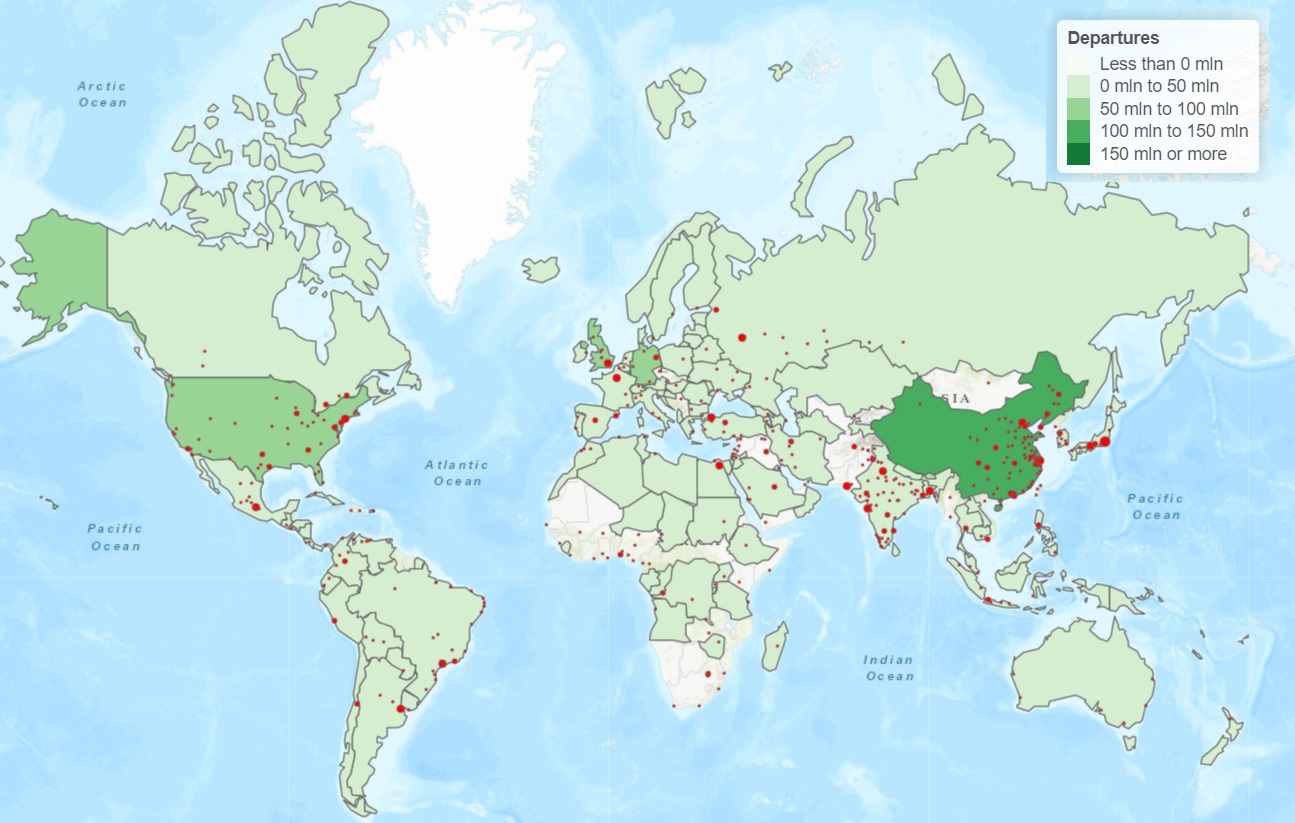 Departures
Less than 0 mln
0 mln to 50 mln
50 mln to 100 mln
100 mln to 150 mln
150 mln or more
Arctic
Ocean
SIA
Atlantic
Ocean
Pacific
Ocean
Pacific
Ocean
Indian
Ocean